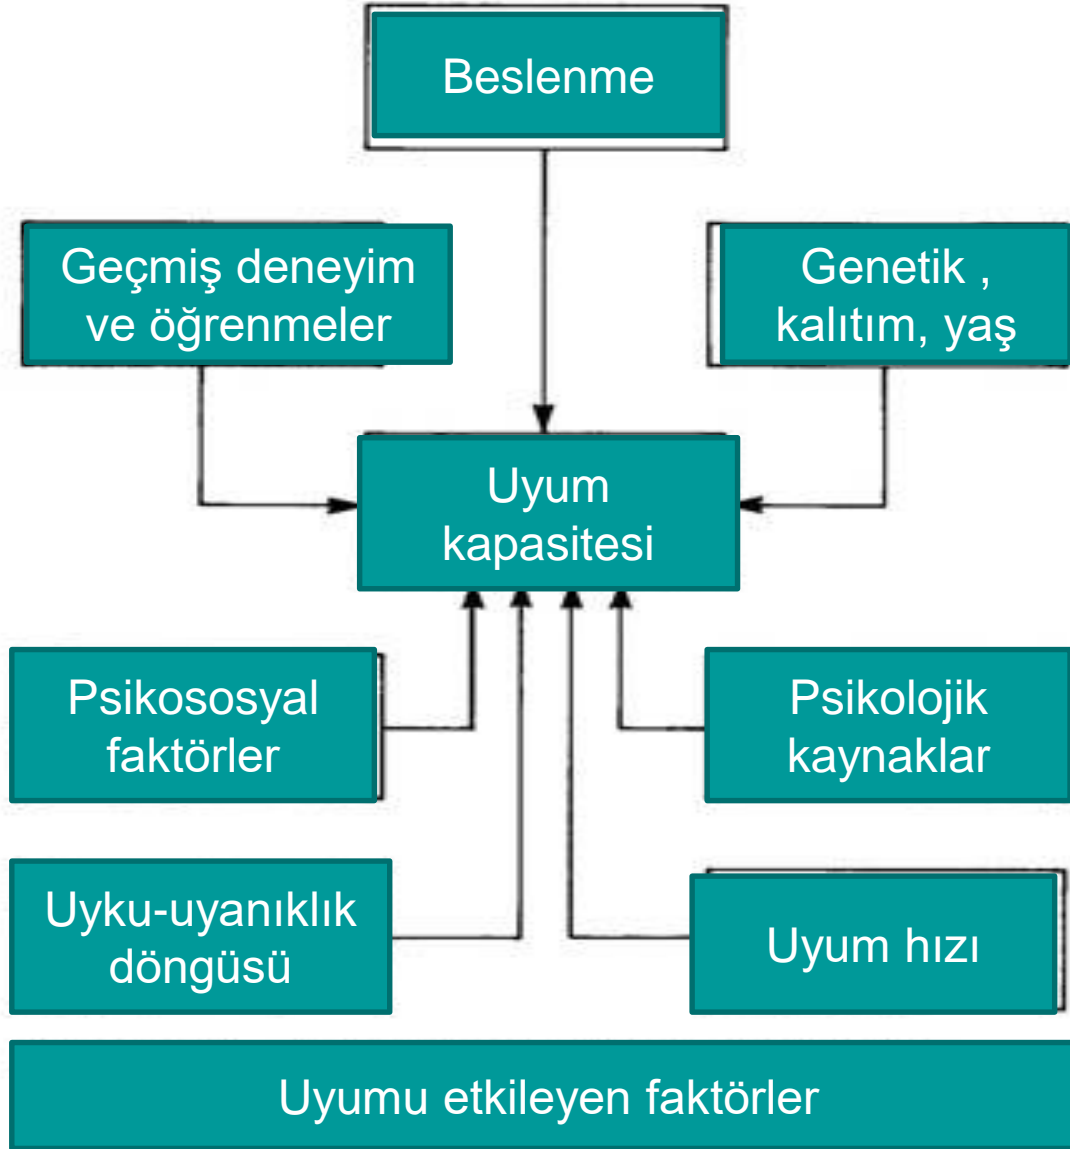 Beslenme
Geçmiş deneyim
ve öğrenmeler
Genetik ,
kalıtım, yaş
Uyum
kapasitesi
Psikososyal
faktörler
Psikolojik
kaynaklar
Uyku-uyanıklık
döngüsü
Uyum hızı
Uyumu etkileyen faktörler